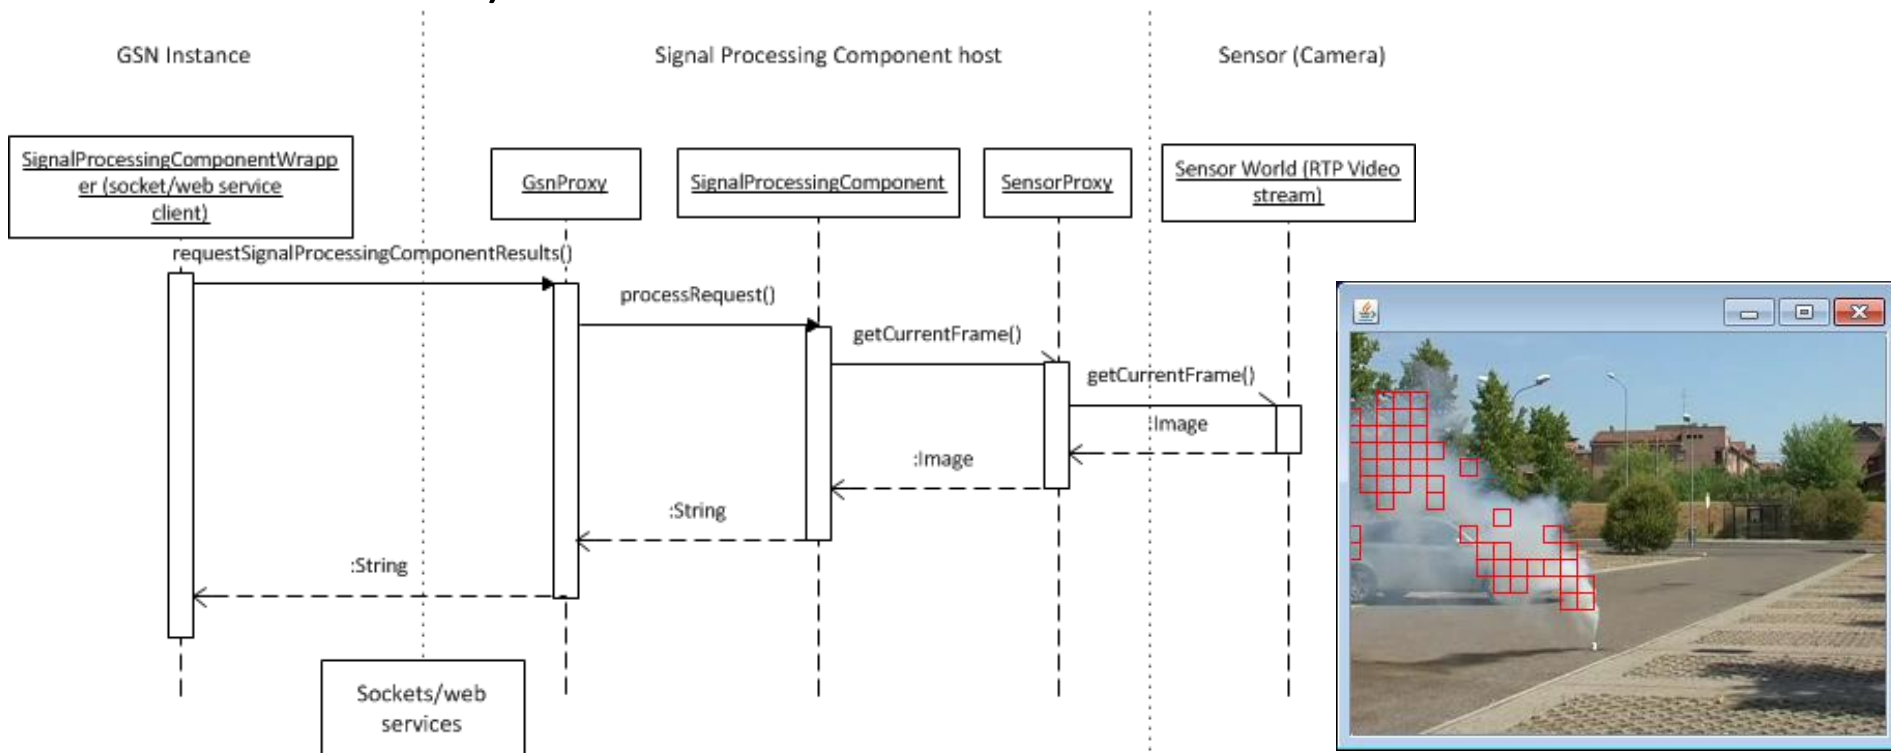 GSN Instance
Signal Processing Component host
Sensor (Camera)
SignalProcessingComponentWrapp
er (socket/web service
client)
GsnProxy
SignalProcessingComponent
SensorProxy
Sensor World (RTP Video
stream)
requestSignalProcessingComponentResults()
processRequest()
getCurrentFrame()
getCurrentFrame()
:Image
:Image
:String
:String
Sockets/web
services